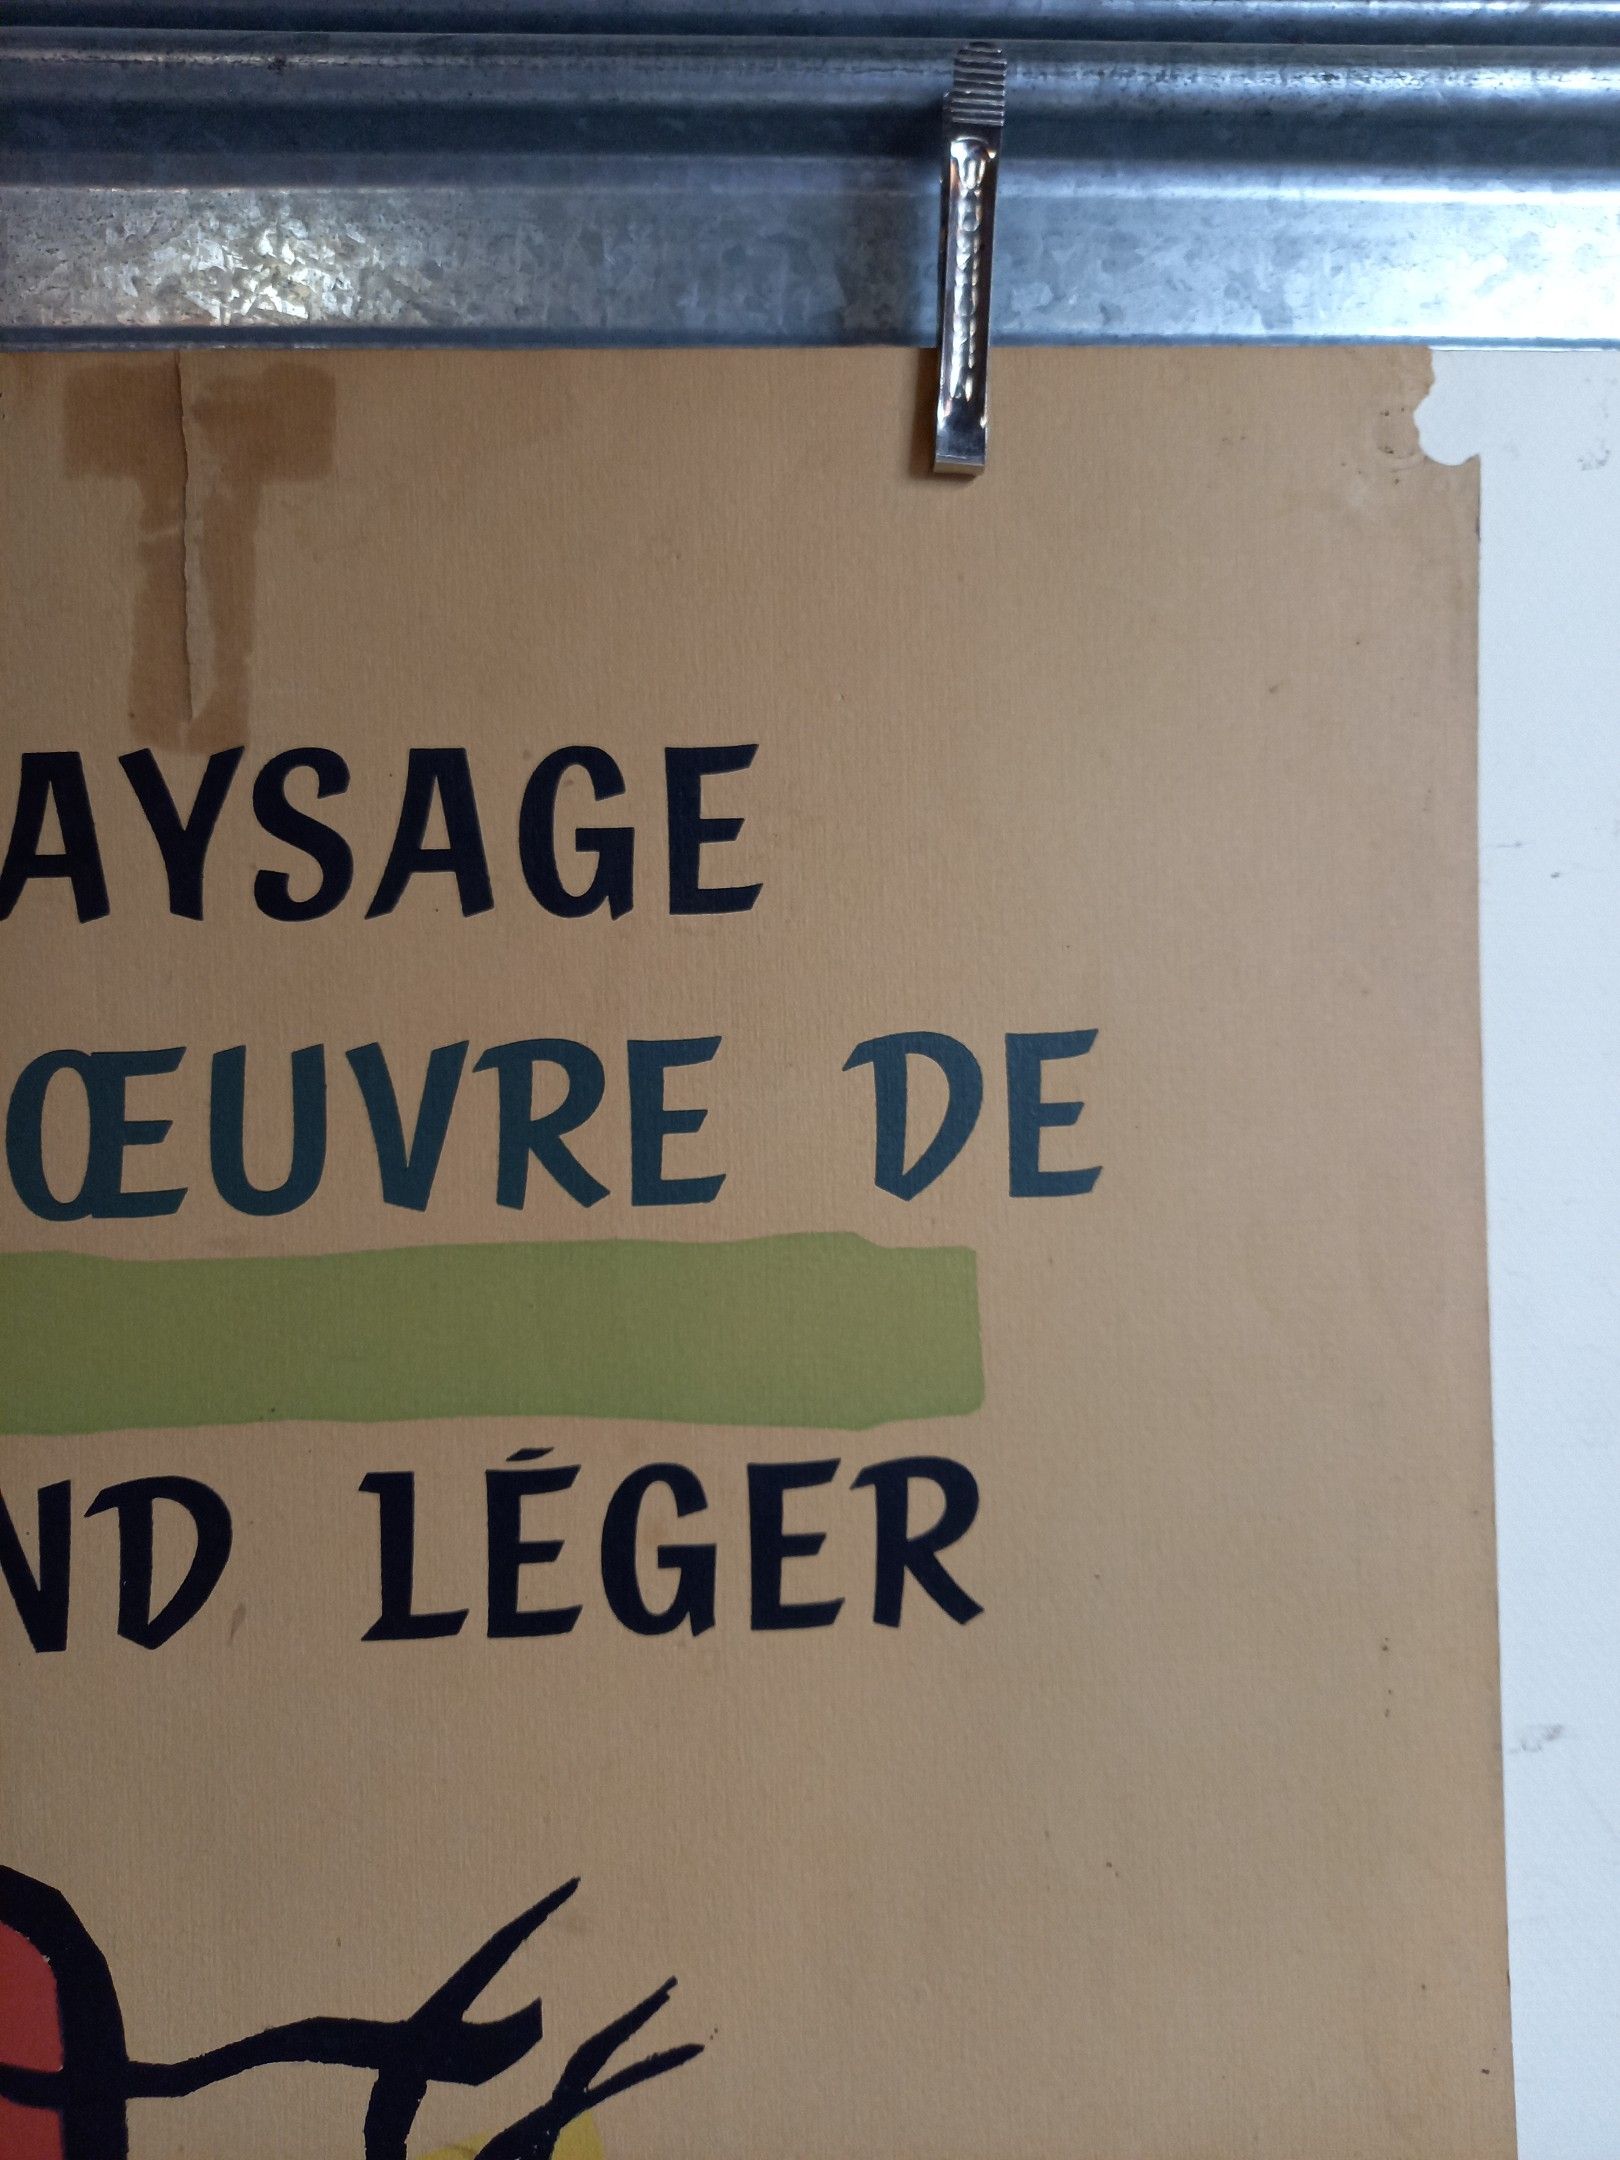 AYSAGE
ŒUVRE DE
ND LÉGER